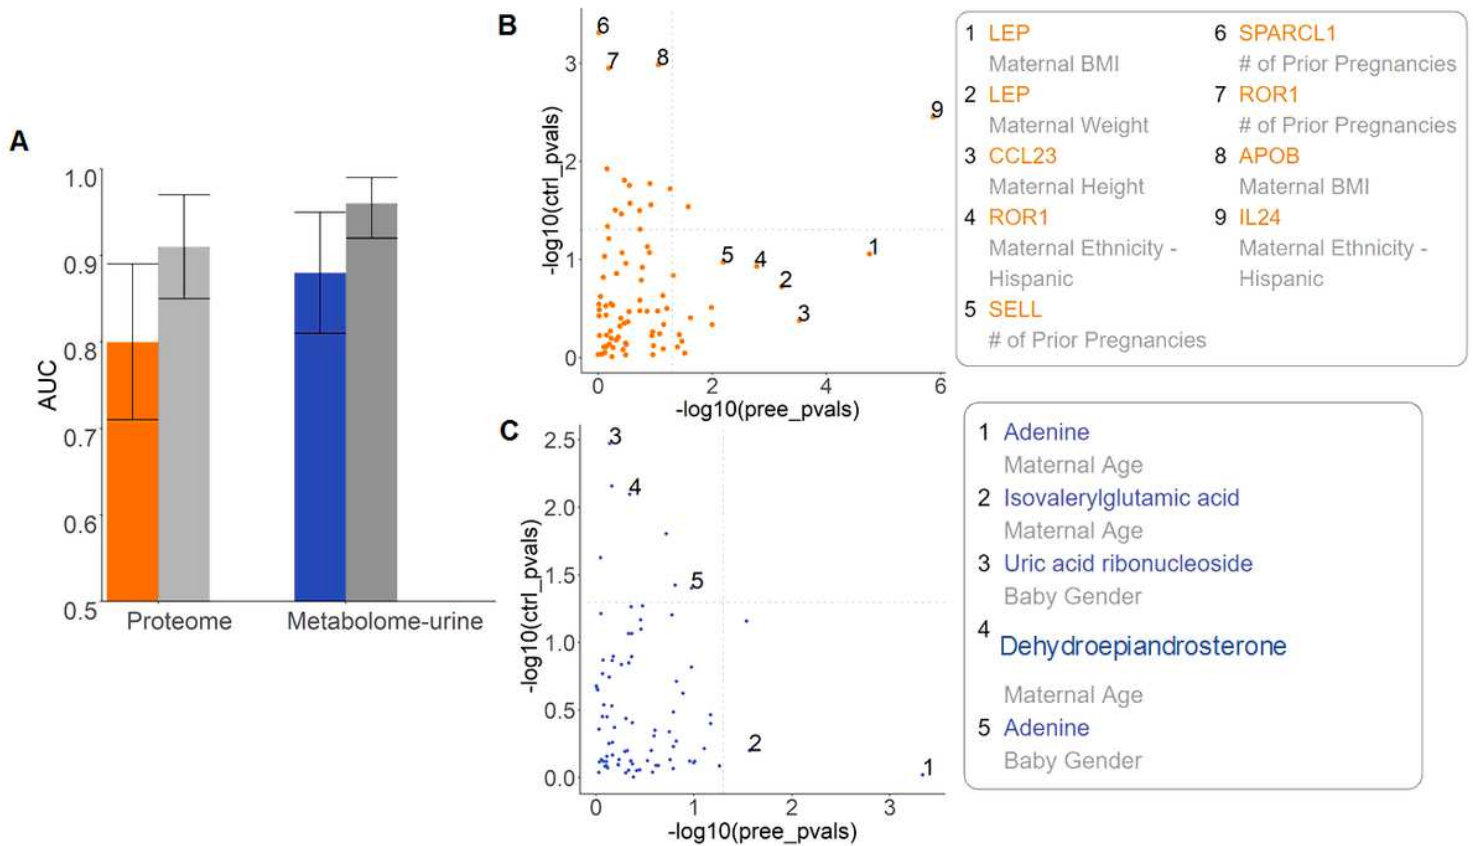 A
1.0
0.9
0.8
0.7
0.6
0.5
AUC
Proteome
Metabolome-urine
B
3
2
1
0
-log10(ctrl_pvals)
6
7
8
9
5
4
1
2
3
0
2
4
6
-log10(pree_pvals)
1 LEP
Maternal BMI
2 LEP
Maternal Weight
3 CCL23
Maternal Height
4 ROR1
Maternal Ethnicity -
Hispanic
5 SELL
# of Prior Pregnancies
6 SPARCL1
# of Prior Pregnancies
7 ROR1
# of Prior Pregnancies
8 APOB
Maternal BMI
9 IL24
Maternal Ethnicity -
Hispanic
C
2.5
2.0
1.5
1.0
0.5
0.0
-log10(ctrl_pvals)
3
4
5
2
1
0
1
2
3
-log10(pree_pvals)
1 Adenine
Maternal Age
2 Isovalerylglutamic acid
Maternal Age
3 Uric acid ribonucleoside
Baby Gender
4
Dehydroepiandrosterone
Maternal Age
5 Adenine
Baby Gender